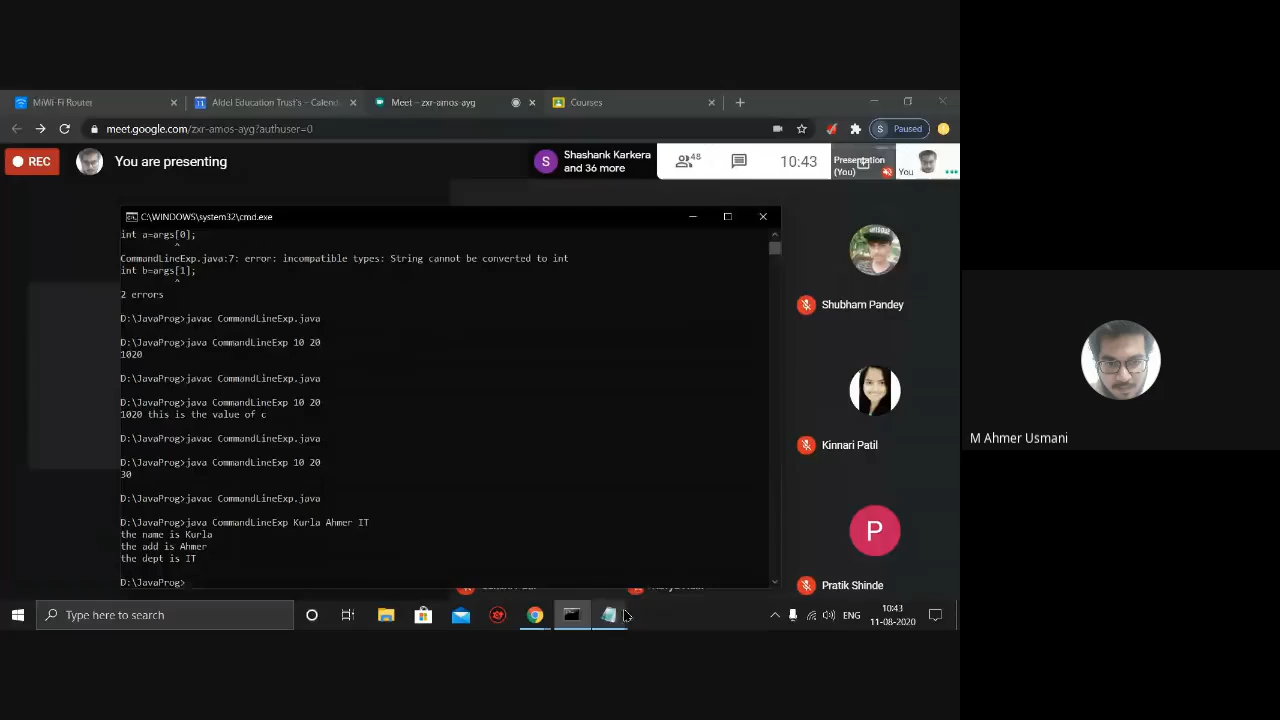 MiWi-Fi Router
Aldel Education Trust's – Calend
Meet – zxr-amos-ayg
Courses
meet.google.com/zxr-amos-ayg?authuser=0
S
Paused
REC
You are presenting
S
Shashank Karkera
and 36 more
48
10:43
Presentation
(You)
You
C:\WINDOWS\system32\cmd.exe
int a=args[0];
^
CommandLineExp.java:7: error: incompatible types: String cannot be converted to int
int b=args[1];
^
2 errors
D:\JavaProg>javac CommandLineExp.java
D:\JavaProg>java CommandLineExp 10 20
1020
D:\JavaProg>javac CommandLineExp.java
D:\JavaProg>java CommandLineExp 10 20
1020 this is the value of c
D:\JavaProg>javac CommandLineExp.java
D:\JavaProg>java CommandLineExp 10 20
30
D:\JavaProg>javac CommandLineExp.java
D:\JavaProg>java CommandLineExp Kurla Ahmer IT
the name is Kurla
the add is Ahmer
the dept is IT
D:\JavaProg>
Shubham Pandey
Kinnari Patil
P
Pratik Shinde
M Ahmer Usmani
Type here to search
ENG
10:43
11-08-2020